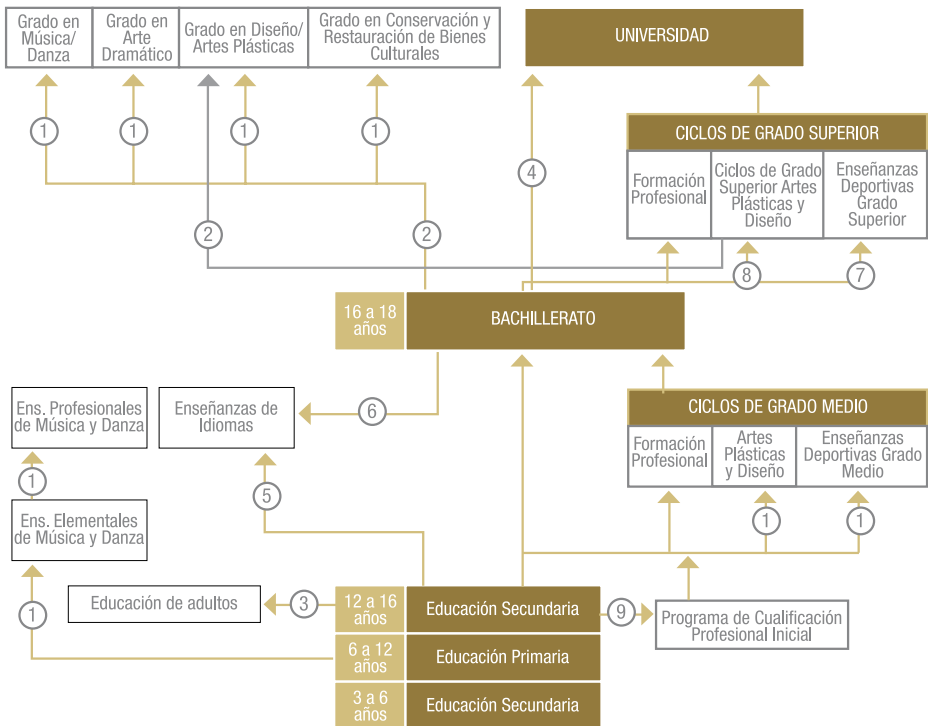 Grado en
Música/
Danza
Grado en
Arte
Dramático
Grado en Diseño/
Artes Plásticas
Grado en Conservación y
Restauración de Bienes
Culturales
UNIVERSIDAD
1
1
1
1
4
CICLOS DE GRADO SUPERIOR
Formación
Profesional
Ciclos de Grado
Superior Artes
Plásticas y
Diseño
Enseñanzas
Deportivas
Grado
Superior
2
2
8
7
16 a 18
años
BACHILLERATO
Ens. Profesionales
de Música y Danza
Enseñanzas de
Idiomas
6
CICLOS DE GRADO MEDIO
Formación
Profesional
Artes
Plásticas
y Diseño
Enseñanzas
Deportivas Grado
Medio
1
5
Ens. Elementales
de Música y Danza
1
1
1
Educación de adultos
3
12 a 16
años
Educación Secundaria
9
Programa de Cualificación
Profesional Inicial
6 a 12
años
Educación Primaria
3 a 6
años
Educación Secundaria